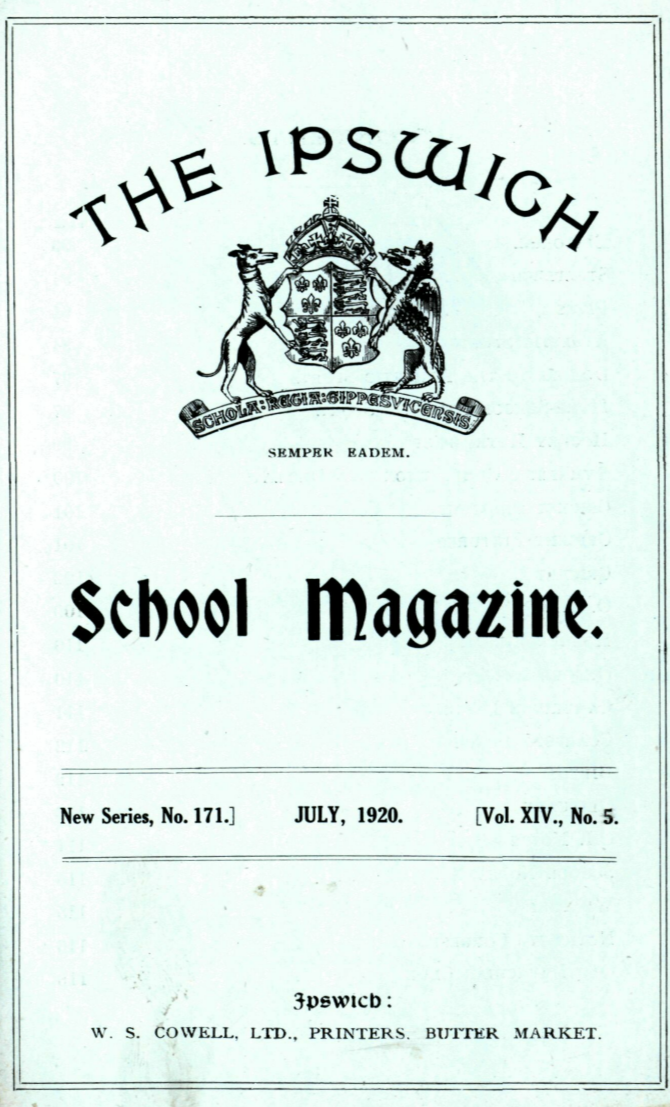 THE IPSWICH
SCHOLA:REGIA:GIPPESVICENSIS
SEMPER EADEM.
School Magazine.
New Series, No. 171.] JULY, 1920. [Vol. XIV., No. 5.
Ipswich:
W. S. COWELL, LTD., PRINTERS. BUTTER MARKET.